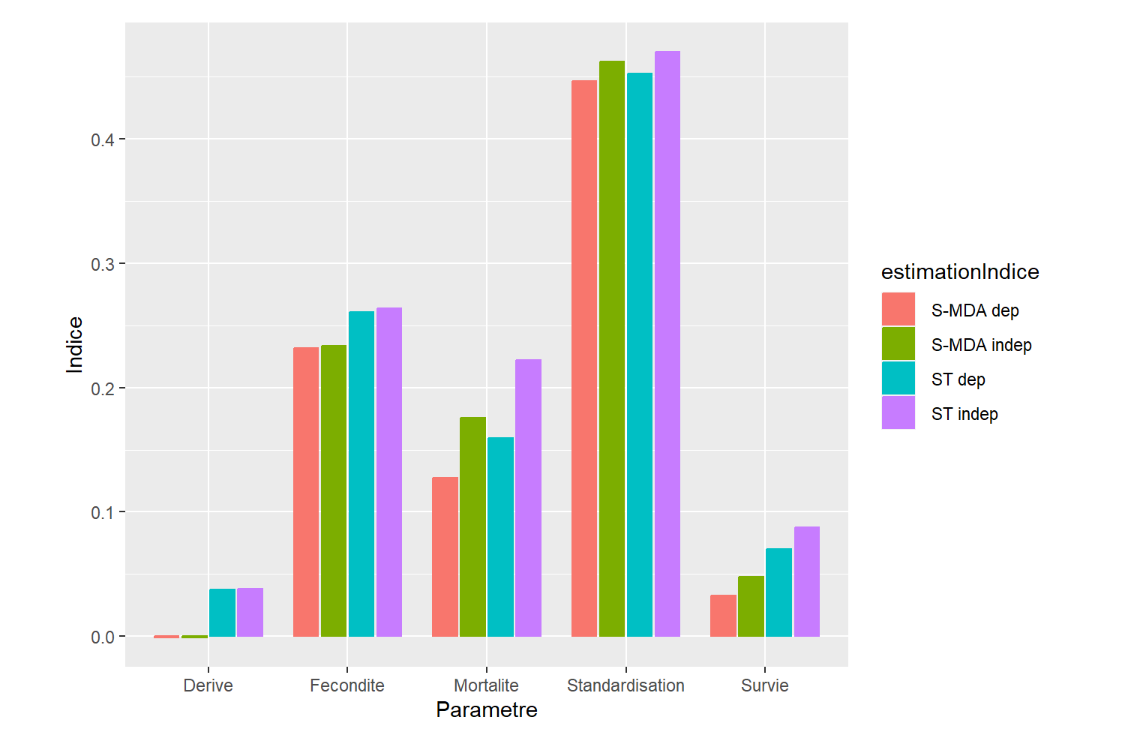 0.4
0.3
0.2
0.1
0.0
Indice
Derive Fecondite Mortalite Standardisation Survie
Parametre
estimationIndice
S-MDA dep
S-MDA indep
ST dep
ST indep